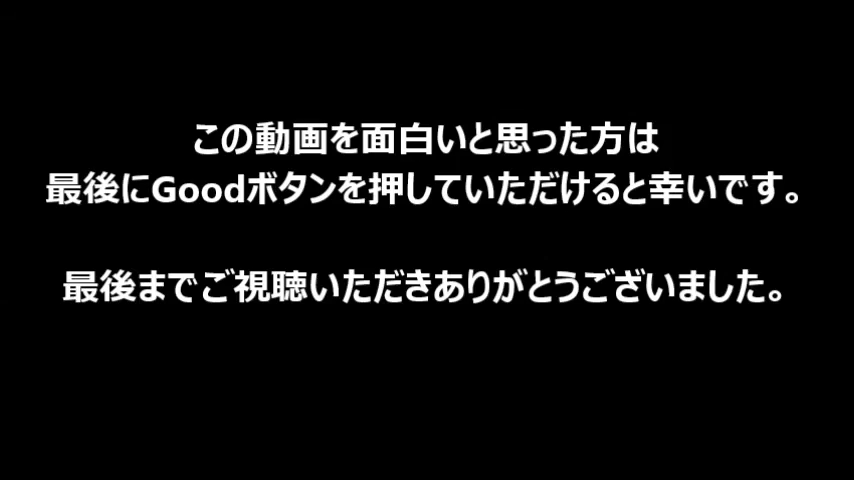 この動画を面白いと思った方は
最後にGoodボタンを押していただけると幸いです。
最後までご視聴いただきありがとうございました。